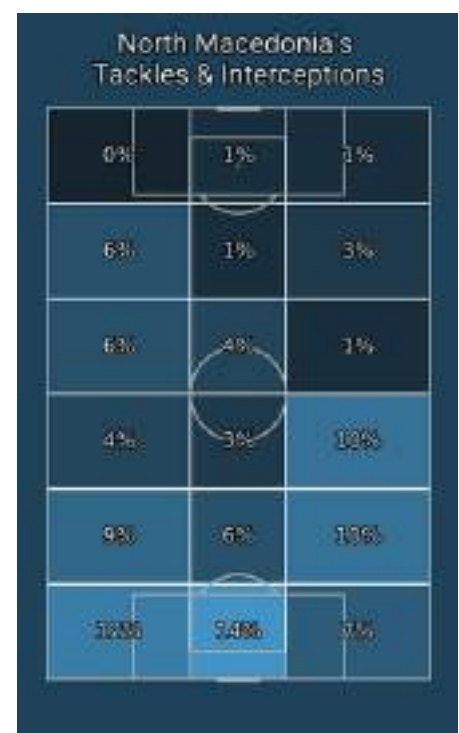 North Macedonia's
Tackles & Interceptions
0% 1% 1%
6% 1% 3%
6% 4% 1%
4% 3%
9% 6%
14% 7%